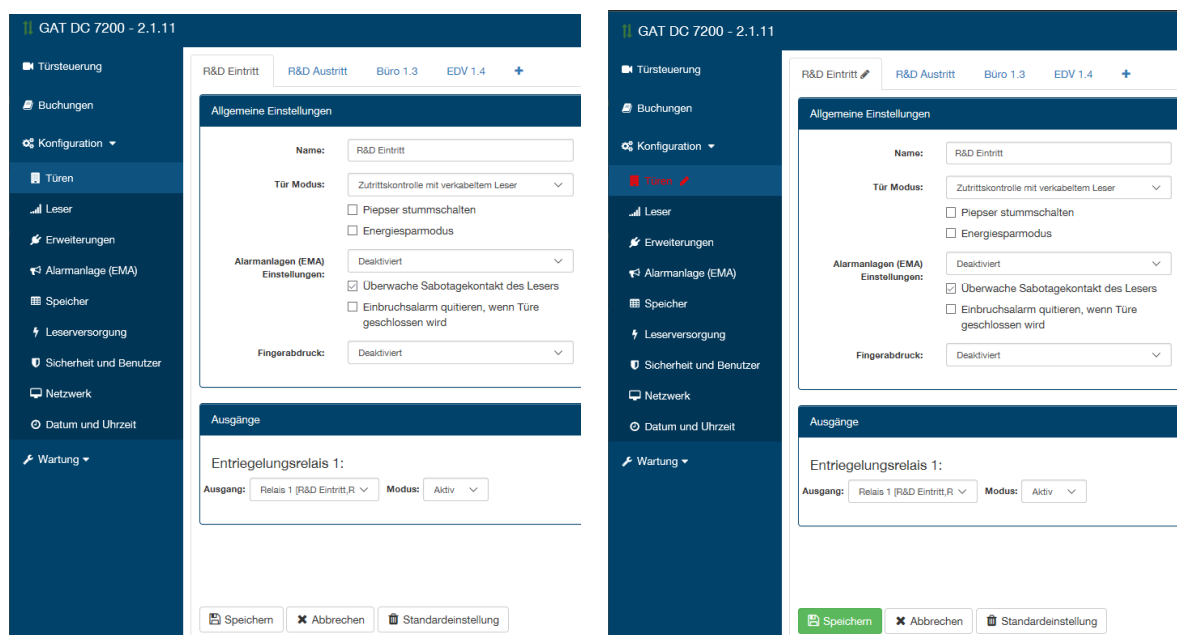 GAT DC 7200 - 2.1.11
Türsteuerung
Buchungen
Konfiguration
Türen
Leser
Erweiterungen
Alarmanlage (EMA)
Speicher
Leserversorgung
Sicherheit und Benutzer
Netzwerk
Datum und Uhrzeit
Wartung
R&D Eintritt R&D Austritt Büro 1.3 EDV 1.4 +
Allgemeine Einstellungen
Name: R&D Eintritt
Tür Modus: Zutrittskontrolle mit verkabeltem Leser
Piepser stummschalten
Energiesparmodus
Alarmanlagen (EMA) Deaktiviert
Einstellungen:
Überwache Sabotagekontakt des Lesers
Einbruchsalarm quitieren, wenn Türe
geschlossen wird
Fingerabdruck: Deaktiviert
Ausgänge
Entriegelungsrelais 1:
Ausgang: Relais 1 [R&D Eintritt,R Modus: Aktiv
Speichern Abbrechen Standardeinstellung
GAT DC 7200 - 2.1.11
Türsteuerung
Buchungen
Konfiguration
Türen
Leser
Erweiterungen
Alarmanlage (EMA)
Speicher
Leserversorgung
Sicherheit und Benutzer
Netzwerk
Datum und Uhrzeit
Wartung
R&D Eintritt R&D Austritt Büro 1.3 EDV 1.4 +
Allgemeine Einstellungen
Name: R&D Eintritt
Tür Modus: Zutrittskontrolle mit verkabeltem Leser
Piepser stummschalten
Energiesparmodus
Alarmanlagen (EMA) Deaktiviert
Einstellungen:
Überwache Sabotagekontakt des Lesers
Einbruchsalarm quitieren, wenn Türe
geschlossen wird
Fingerabdruck: Deaktiviert
Ausgänge
Entriegelungsrelais 1:
Ausgang: Relais 1 [R&D Eintritt,R Modus: Aktiv
Speichern Abbrechen Standardeinstellung